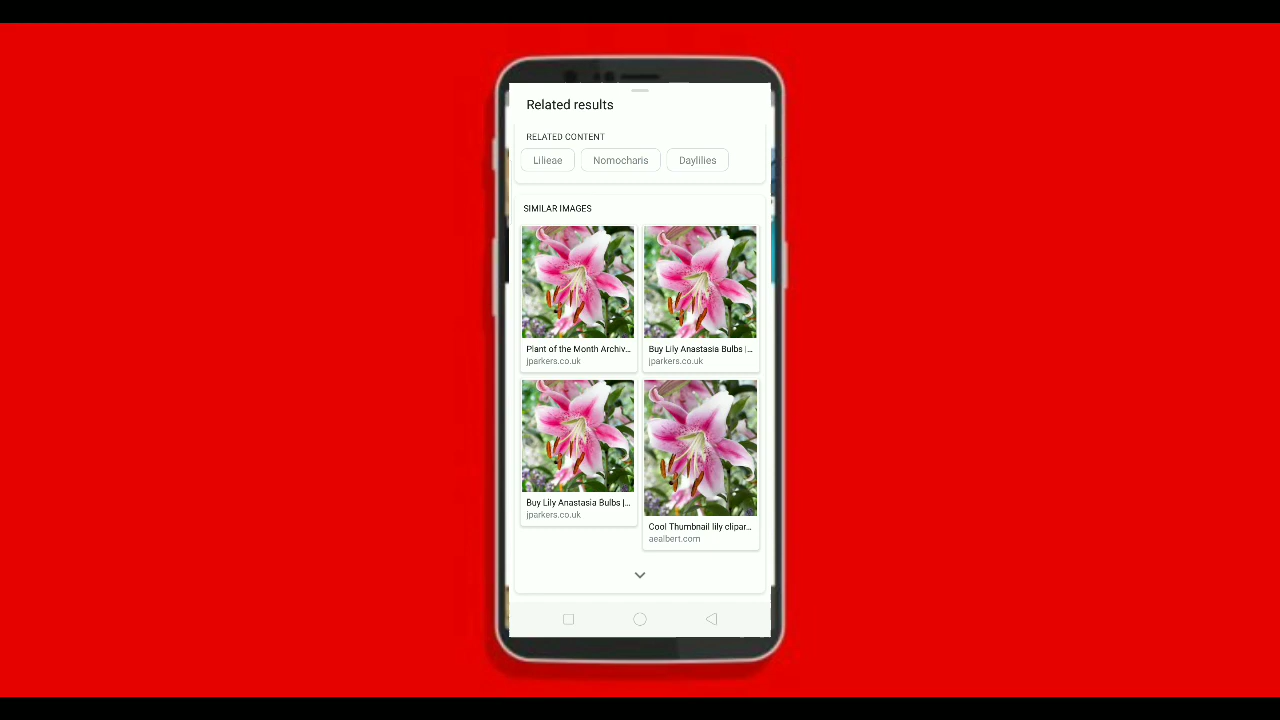 Related results
RELATED CONTENT
Lilieae
Nomocharis
Daylilies
SIMILAR IMAGES
Plant of the Month Archiv...
jparkers.co.uk
Buy Lily Anastasia Bulbs |...
jparkers.co.uk
Buy Lily Anastasia Bulbs |...
jparkers.co.uk
Cool Thumbnail lily clipar...
aealbert.com